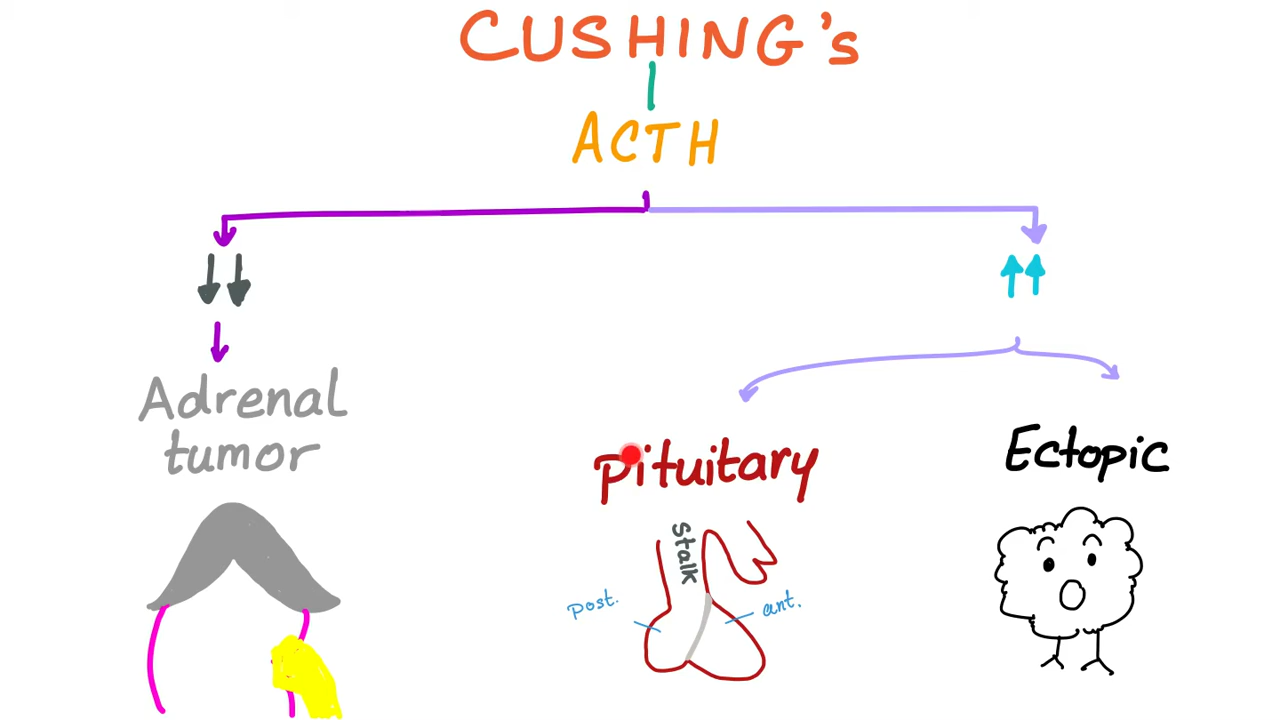 CUSHING's
ACTH
Adrenal
tumor
pituitary
Ectopic
stalk
post.
ant.